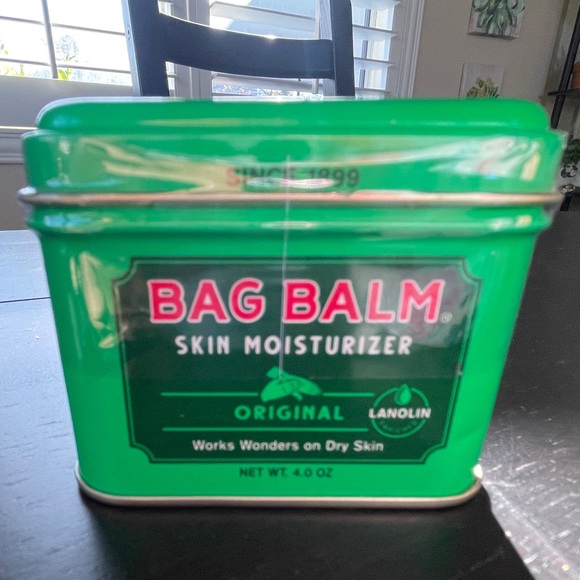 SINCE 1899
BAG BALM®
SKIN MOISTURIZER
ORIGINAL
LANOLIN
Works Wonders on Dry Skin
NET WT. 4.0 OZ